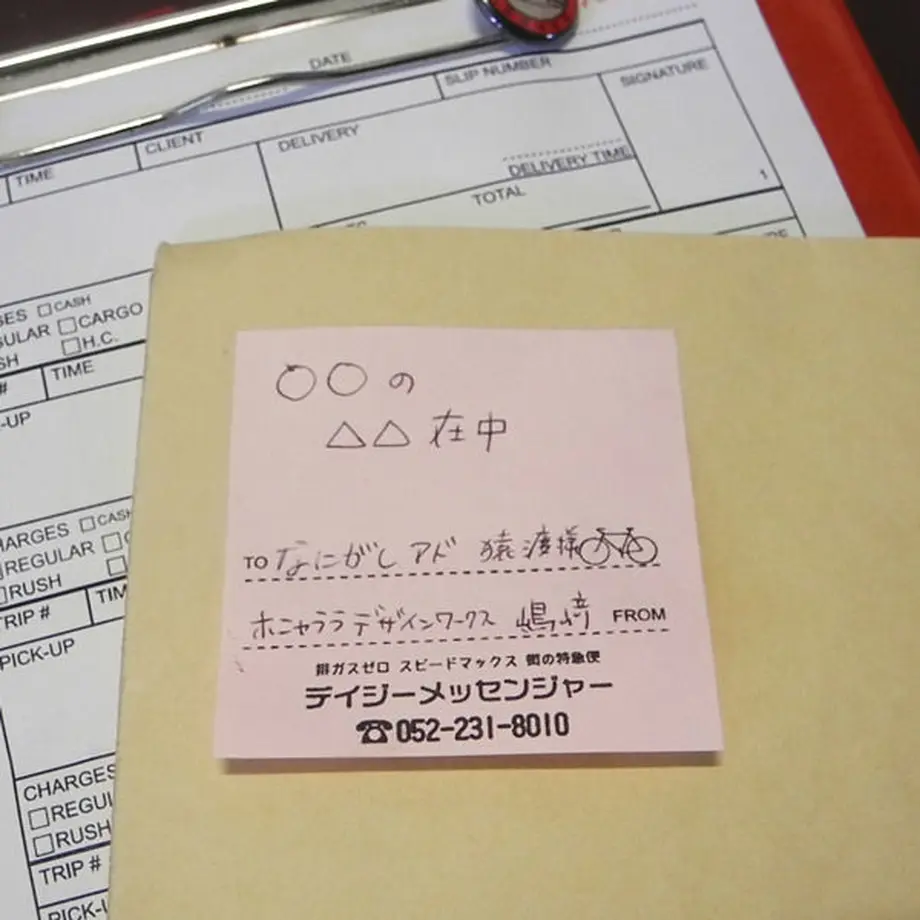 DATE
SLIP NUMBER
SIGNATURE
TIME
CLIENT
DELIVERY
DELIVERY TIME
1
TOTAL
CASH
CARGO
H.C.
TIME
○○の
△△在中
TO なにがしアド 猿渡様
ホニャララデザインワークス 嶋﨑 FROM
排ガスゼロ スピードマックス 街の特急便
デイジーメッセンジャー
☎052-231-8010
CASH
REGULAR
RUSH
TRIP #
PICK-UP
CHARGES
RUSH
TRIP #